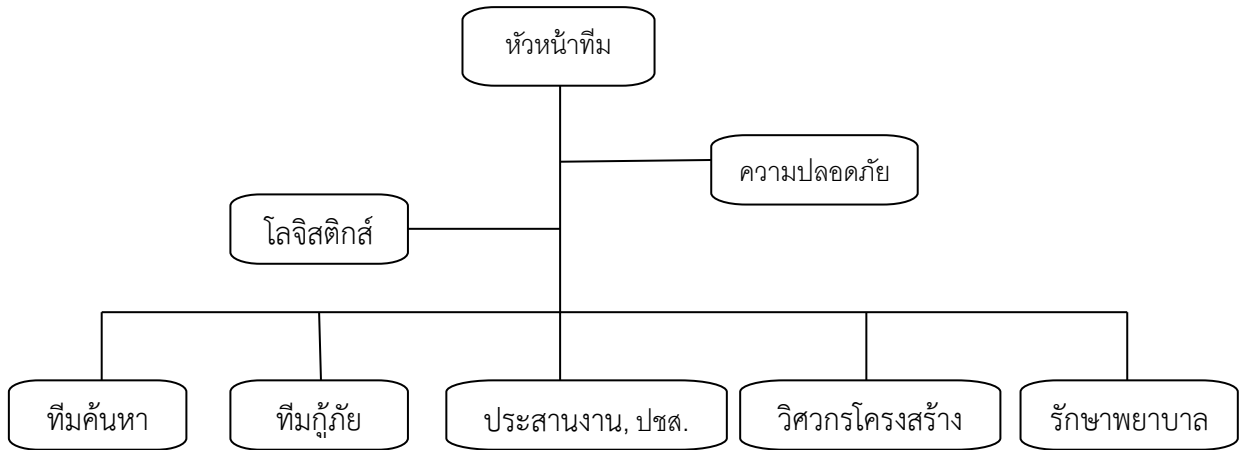 หัวหน้าทีม
ความปลอดภัย
โลจิสติกส์
ทีมค้นหา
ทีมกู้ภัย
ประสานงาน, ปชส.
วิศวกรโครงสร้าง
รักษาพยาบาล